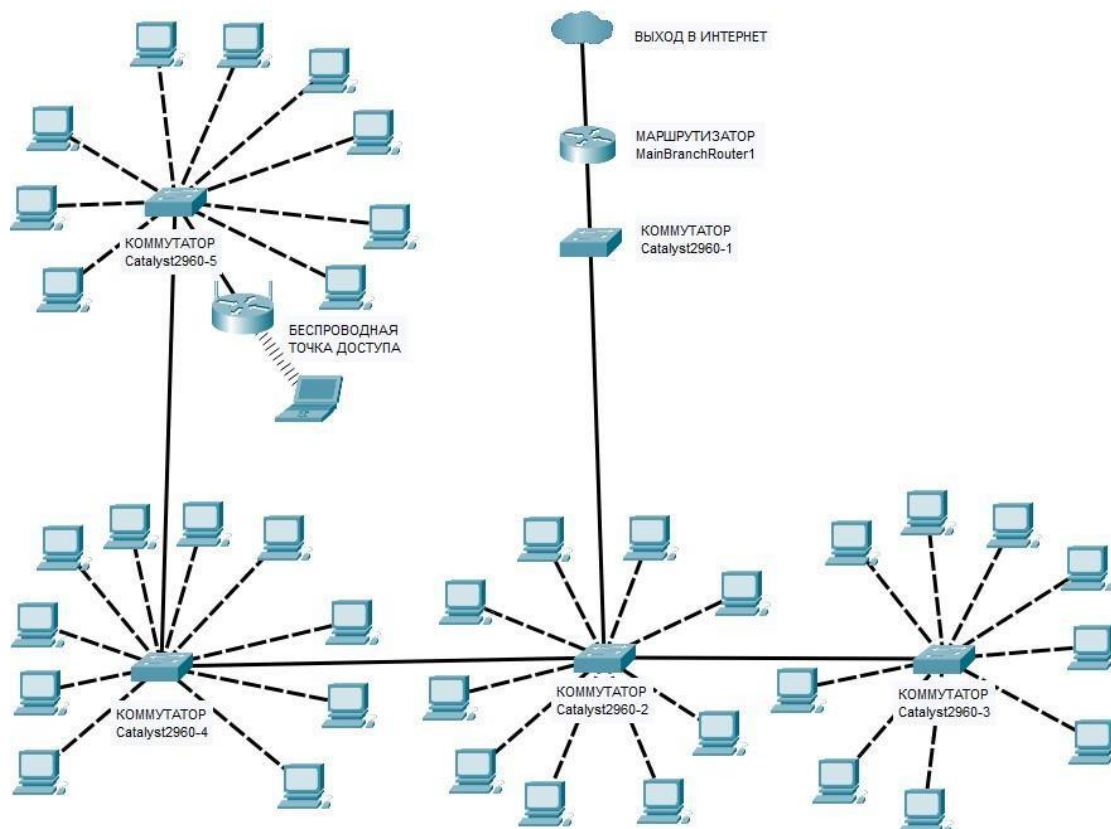 ВЫХОД В ИНТЕРНЕТ
МАРШРУТИЗАТОР
MainBranchRouter1
КОММУТАТОР
Catalyst2960-1
КОММУТАТОР
Catalyst2960-5
БЕСПРОВОДНАЯ
ТОЧКА ДОСТУПА
КОММУТАТОР
Catalyst2960-4
КОММУТАТОР
Catalyst2960-2
КОММУТАТОР
Catalyst2960-3